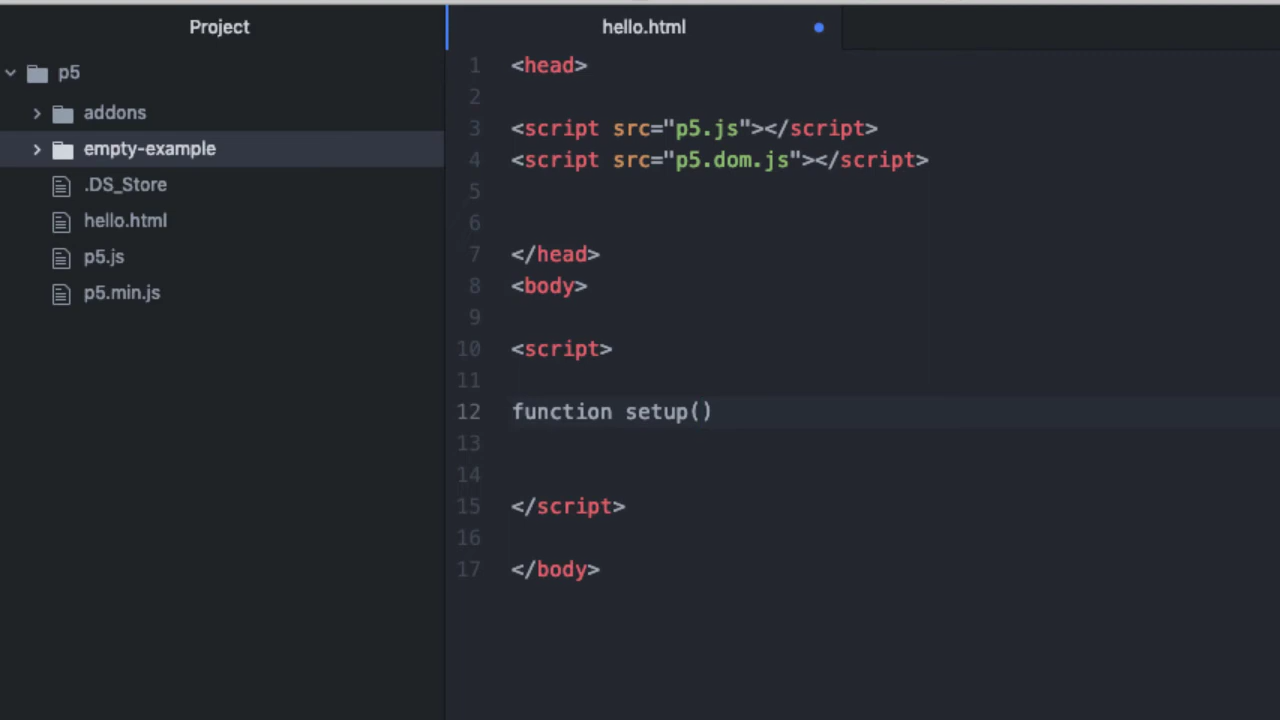 Project
p5
addons
empty-example
.DS_Store
hello.html
p5.js
p5.min.js
hello.html
1 <head>
2
3 <script src="p5.js"></script>
4 <script src="p5.dom.js"></script>
5
6
7 </head>
8 <body>
9
10 <script>
11
12 function setup()
13
14
15 </script>
16
17 </body>